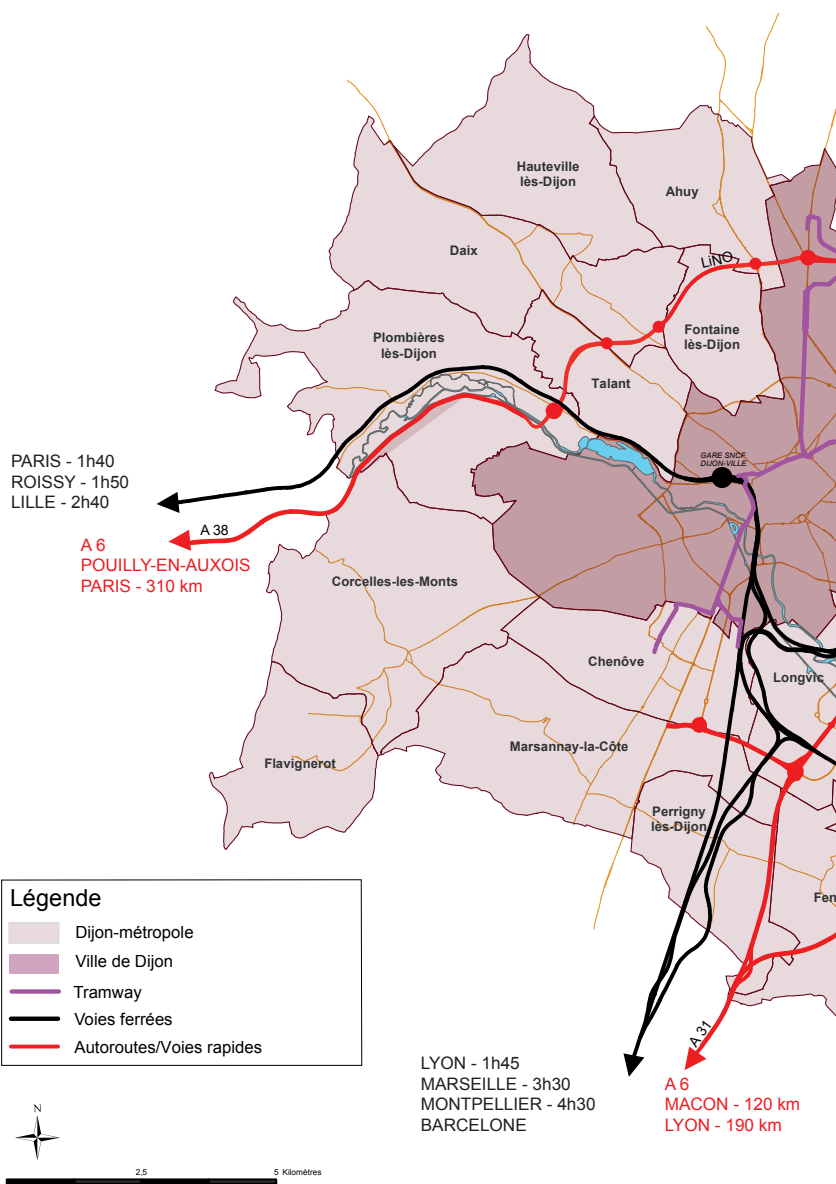 Hauteville
lès-Dijon
Ahuy
Daix
LiNO
Plombières
lès-Dijon
Fontaine
lès-Dijon
Talant
GARE SNCF
DIJON-VILLE
PARIS - 1h40
ROISSY - 1h50
LILLE - 2h40
A 38
A 6
POUILLY-EN-AUXOIS
PARIS - 310 km
Corcelles-les-Monts
Chenôve
Longvic
Marsannay-la-Côte
Flavignerot
Perrigny
lès-Dijon
Fen
Légende
Dijon-métropole
Ville de Dijon
Tramway
Voies ferrées
Autoroutes/Voies rapides
A 31
LYON - 1h45
MARSEILLE - 3h30
MONTPELLIER - 4h30
BARCELONE
A 6
MACON - 120 km
LYON - 190 km
N
2,5
5 Kilomètres